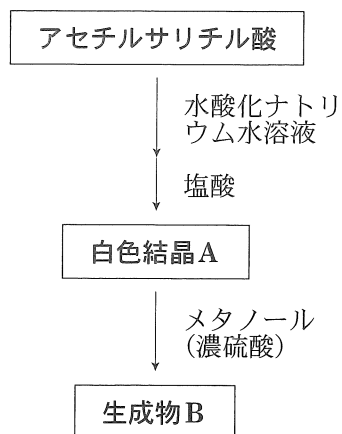 アセチルサリチル酸
水酸化ナトリ
ウム水溶液
塩酸
白色結晶A
メタノール
(濃硫酸)
生成物B